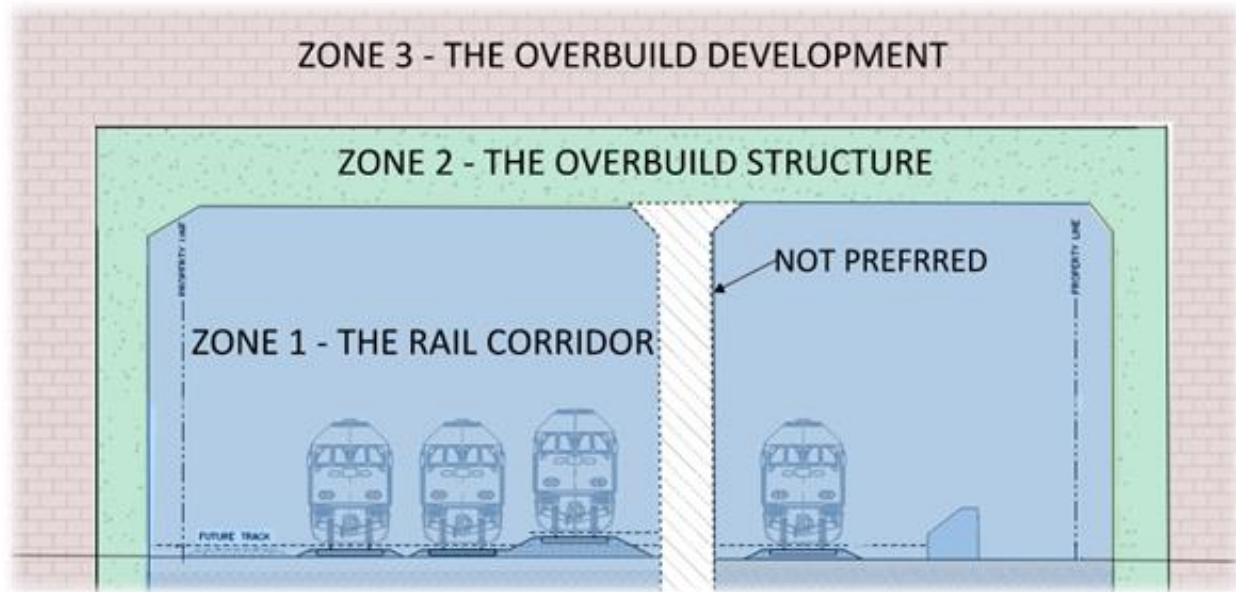 ZONE 3 - THE OVERBUILD DEVELOPMENT
ZONE 2 - THE OVERBUILD STRUCTURE
PROPERTY LINE
PROPERTY LINE
NOT PREFRRED
ZONE 1 - THE RAIL CORRIDOR
FUTURE TRACK